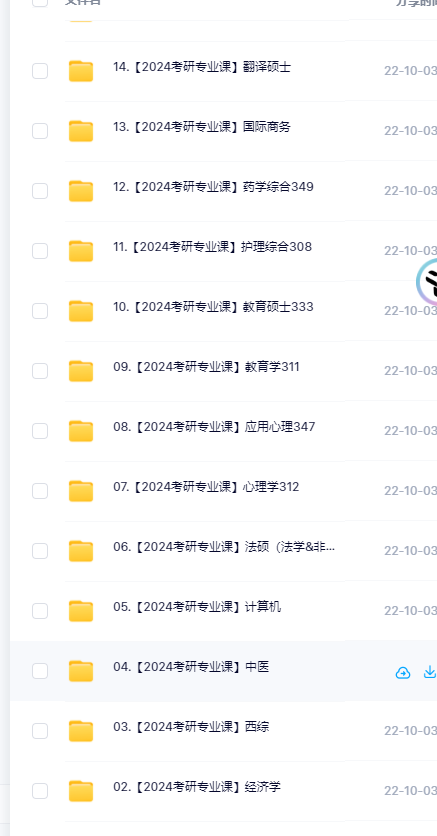 文件名
分享的
14.【2024考研专业课】翻译硕士
22-10-03
13.【2024考研专业课】国际商务
22-10-03
12.【2024考研专业课】药学综合349
22-10-03
11.【2024考研专业课】护理综合308
22-10-03
10.【2024考研专业课】教育硕士333
22-10-03
09.【2024考研专业课】教育学311
22-10-03
08.【2024考研专业课】应用心理347
22-10-03
07.【2024考研专业课】心理学312
22-10-03
06.【2024考研专业课】法硕（法学&非...
22-10-03
05.【2024考研专业课】计算机
22-10-03
04.【2024考研专业课】中医
03.【2024考研专业课】西综
22-10-03
02.【2024考研专业课】经济学
22-10-03